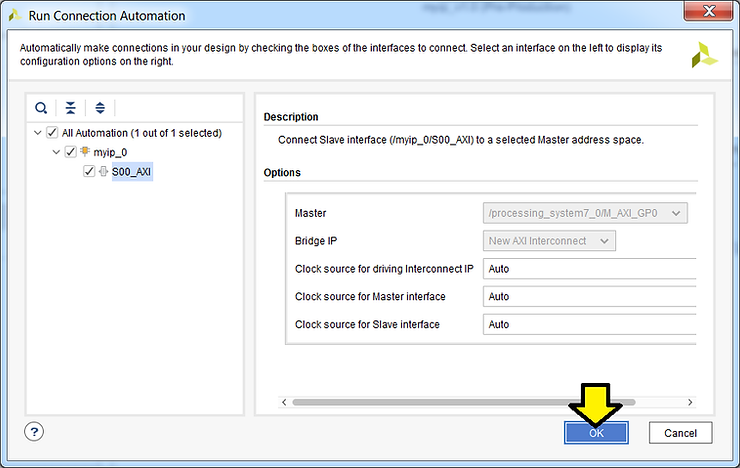 myip_v1.0 (Pre-Production)
Run Connection Automation
Automatically make connections in your design by checking the boxes of the interfaces to connect. Select an interface on the left to display its
configuration options on the right.
All Automation (1 out of 1 selected)
myip_0
S00_AXI
Description
Connect Slave interface (/myip_0/S00_AXI) to a selected Master address space.
Options
Master
/processing_system7_0/M_AXI_GP0
Bridge IP
New AXI Interconnect
Clock source for driving Interconnect IP
Auto
Clock source for Master interface
Auto
Clock source for Slave interface
Auto
?
OK
Cancel